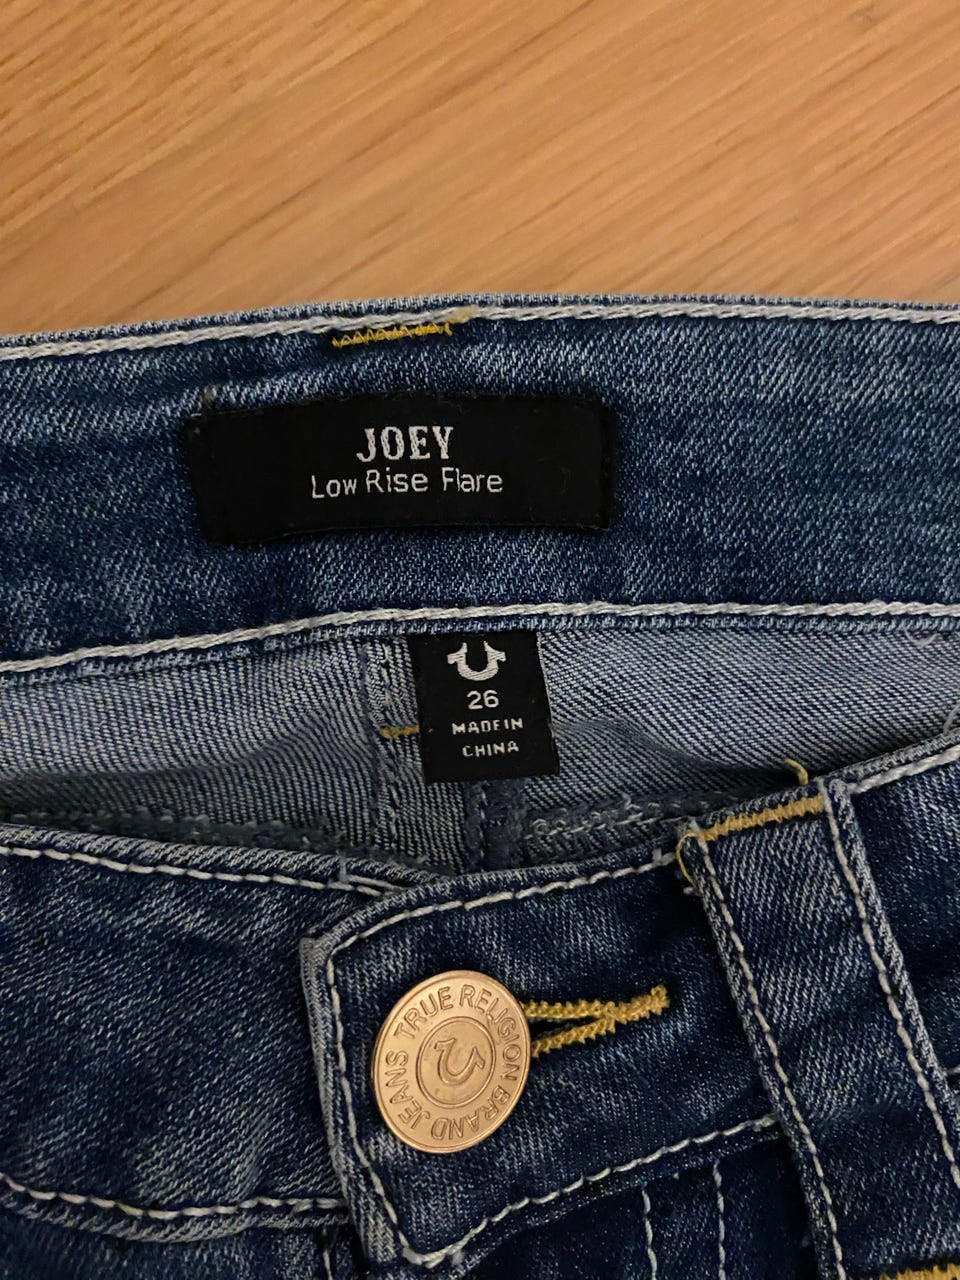 JOEY
Low Rise Flare
26
MADE IN
CHINA
TRUE RELIGION BRAND JEANS